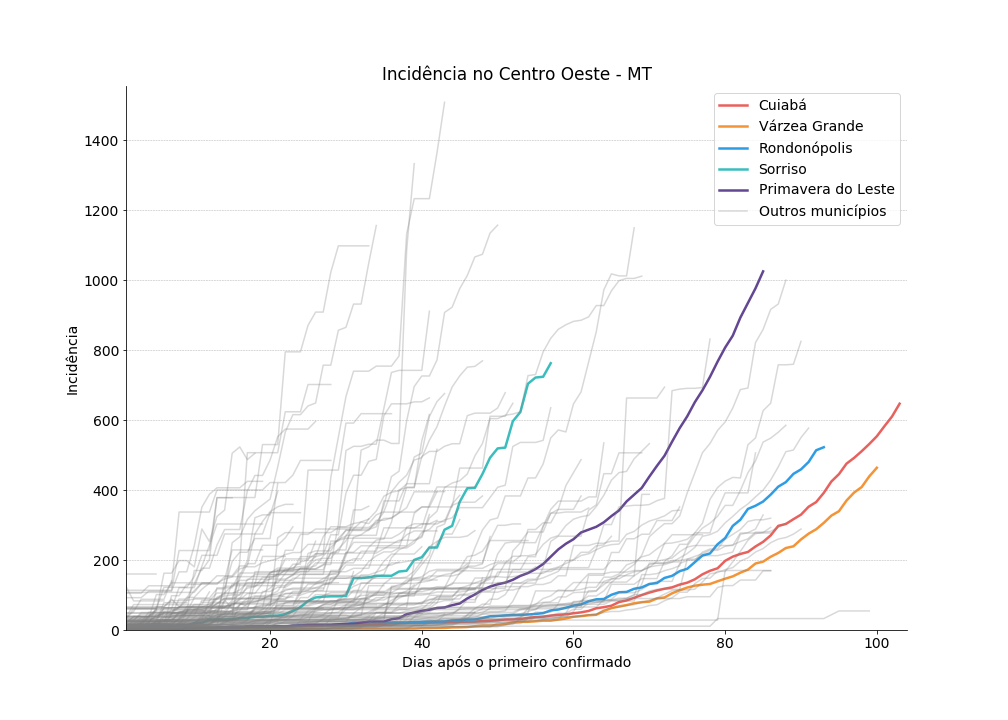 Incidência no Centro Oeste - MT
Cuiabá
Várzea Grande
Rondonópolis
Sorriso
Primavera do Leste
Outros municípios
Incidência
1400
1200
1000
800
600
400
200
0
20
40
60
80
100
Dias após o primeiro confirmado